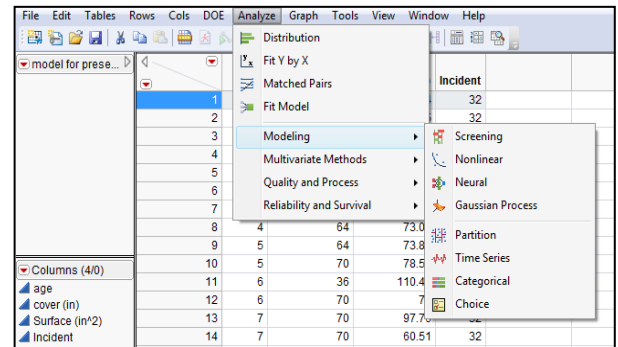 File Edit Tables Rows Cols DOE Analyze Graph Tools View Window Help
model for prese...
Distribution
Fit Y by X
Matched Pairs
Fit Model
Modeling
Multivariate Methods
Quality and Process
Reliability and Survival
Screening
Nonlinear
Neural
Gaussian Process
Partition
Time Series
Categorical
Choice
Incident
1 32
2 32
3
4
5
6
7
8 4 64 73.0
9 5 64 73.8
10 5 70 78.5
11 6 36 110.4
12 6 70 7
13 7 70 97.7 32
14 7 70 60.51 32
Columns (4/0)
age
cover (in)
Surface (in^2)
Incident